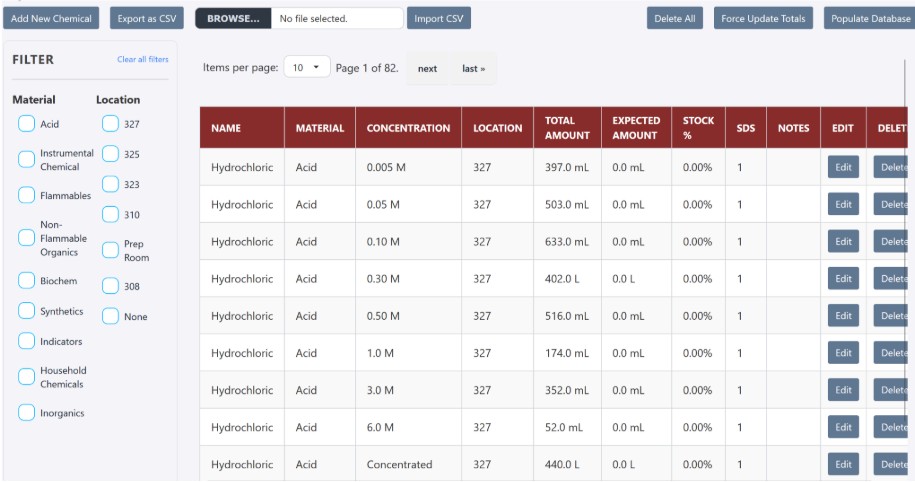 Add New Chemical Export as CSV BROWSE... No file selected. Import CSV Delete All Force Update Totals Populate Database
FILTER Clear all filters
Items per page: 10 Page 1 of 82. next last »
Material Location
Acid 327
Instrumental Chemical 325
Flammables 323
Non-Flammable Organics 310
Biochem Prep Room
Synthetics 308
Indicators None
Household Chemicals
Inorganics
NAME MATERIAL CONCENTRATION LOCATION TOTAL AMOUNT EXPECTED AMOUNT STOCK % SDS NOTES EDIT DELET
Hydrochloric Acid 0.005 M 327 397.0 mL 0.0 mL 0.00% 1 Edit Delete
Hydrochloric Acid 0.05 M 327 503.0 mL 0.0 mL 0.00% 1 Edit Delete
Hydrochloric Acid 0.10 M 327 633.0 mL 0.0 mL 0.00% 1 Edit Delete
Hydrochloric Acid 0.30 M 327 402.0 L 0.0 L 0.00% 1 Edit Delete
Hydrochloric Acid 0.50 M 327 516.0 mL 0.0 mL 0.00% 1 Edit Delete
Hydrochloric Acid 1.0 M 327 174.0 mL 0.0 mL 0.00% 1 Edit Delete
Hydrochloric Acid 3.0 M 327 352.0 mL 0.0 mL 0.00% 1 Edit Delete
Hydrochloric Acid 6.0 M 327 52.0 mL 0.0 mL 0.00% 1 Edit Delete
Hydrochloric Acid Concentrated 327 440.0 L 0.0 L 0.00% 1 Edit Delete